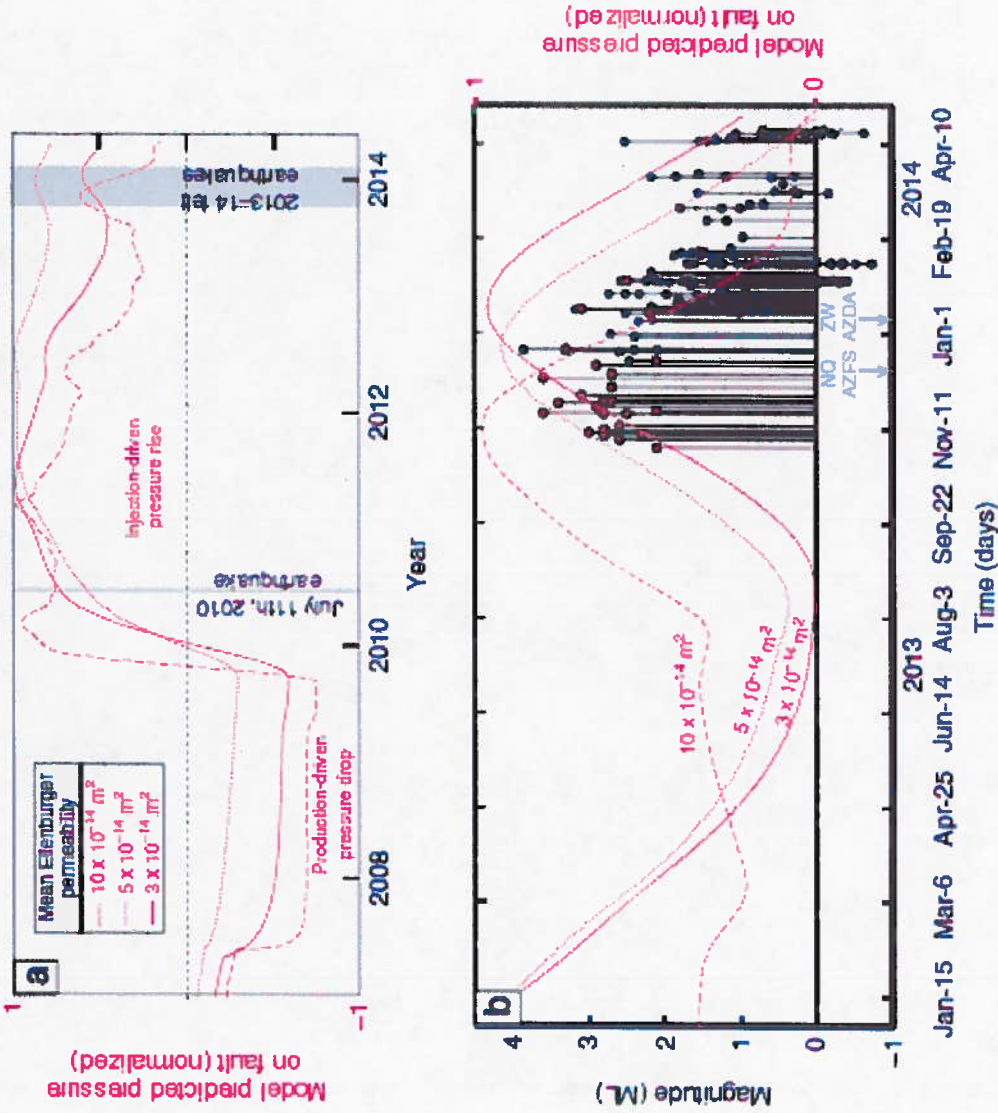 a
1
-1
Model predicted pressure
on fault (normalized)
Mean Ellenburger
permeability
10 x 10⁻¹⁴ m²
5 x 10⁻¹⁴ m²
3 x 10⁻¹⁴ m²
Production-driven
pressure drop
Injection-driven
pressure rise
July 11th, 2010
earthquake
2013–14 felt
earthquakes
2008
2010
2012
2014
Year
b
4
3
2
1
0
-1
Magnitude (ML)
10 x 10⁻¹⁴ m²
5 x 10⁻¹⁴ m²
3 x 10⁻¹⁴ m²
NQ
AZFS
ZW
AZDA
1
0
Model predicted pressure
on fault (normalized)
Jan-15 Mar-6 Apr-25 Jun-14 Aug-3 Sep-22 Nov-11 Jan-1 Feb-19 Apr-10
2013
2014
Time (days)